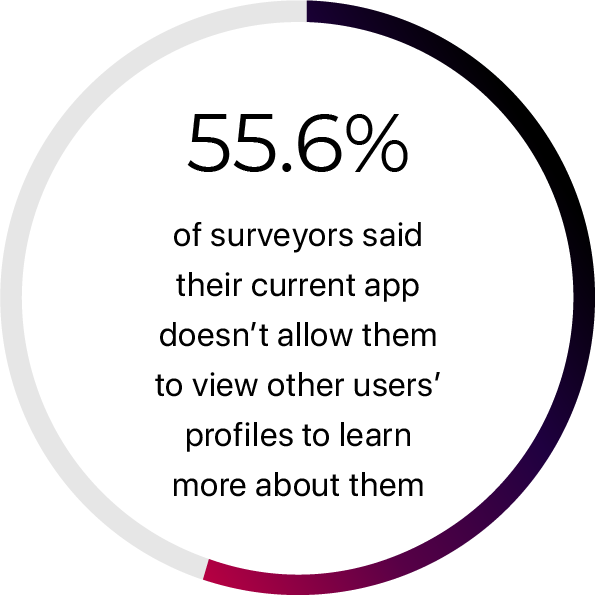 55.6%
of surveyors said
their current app
doesn’t allow them
to view other users’
profiles to learn
more about them